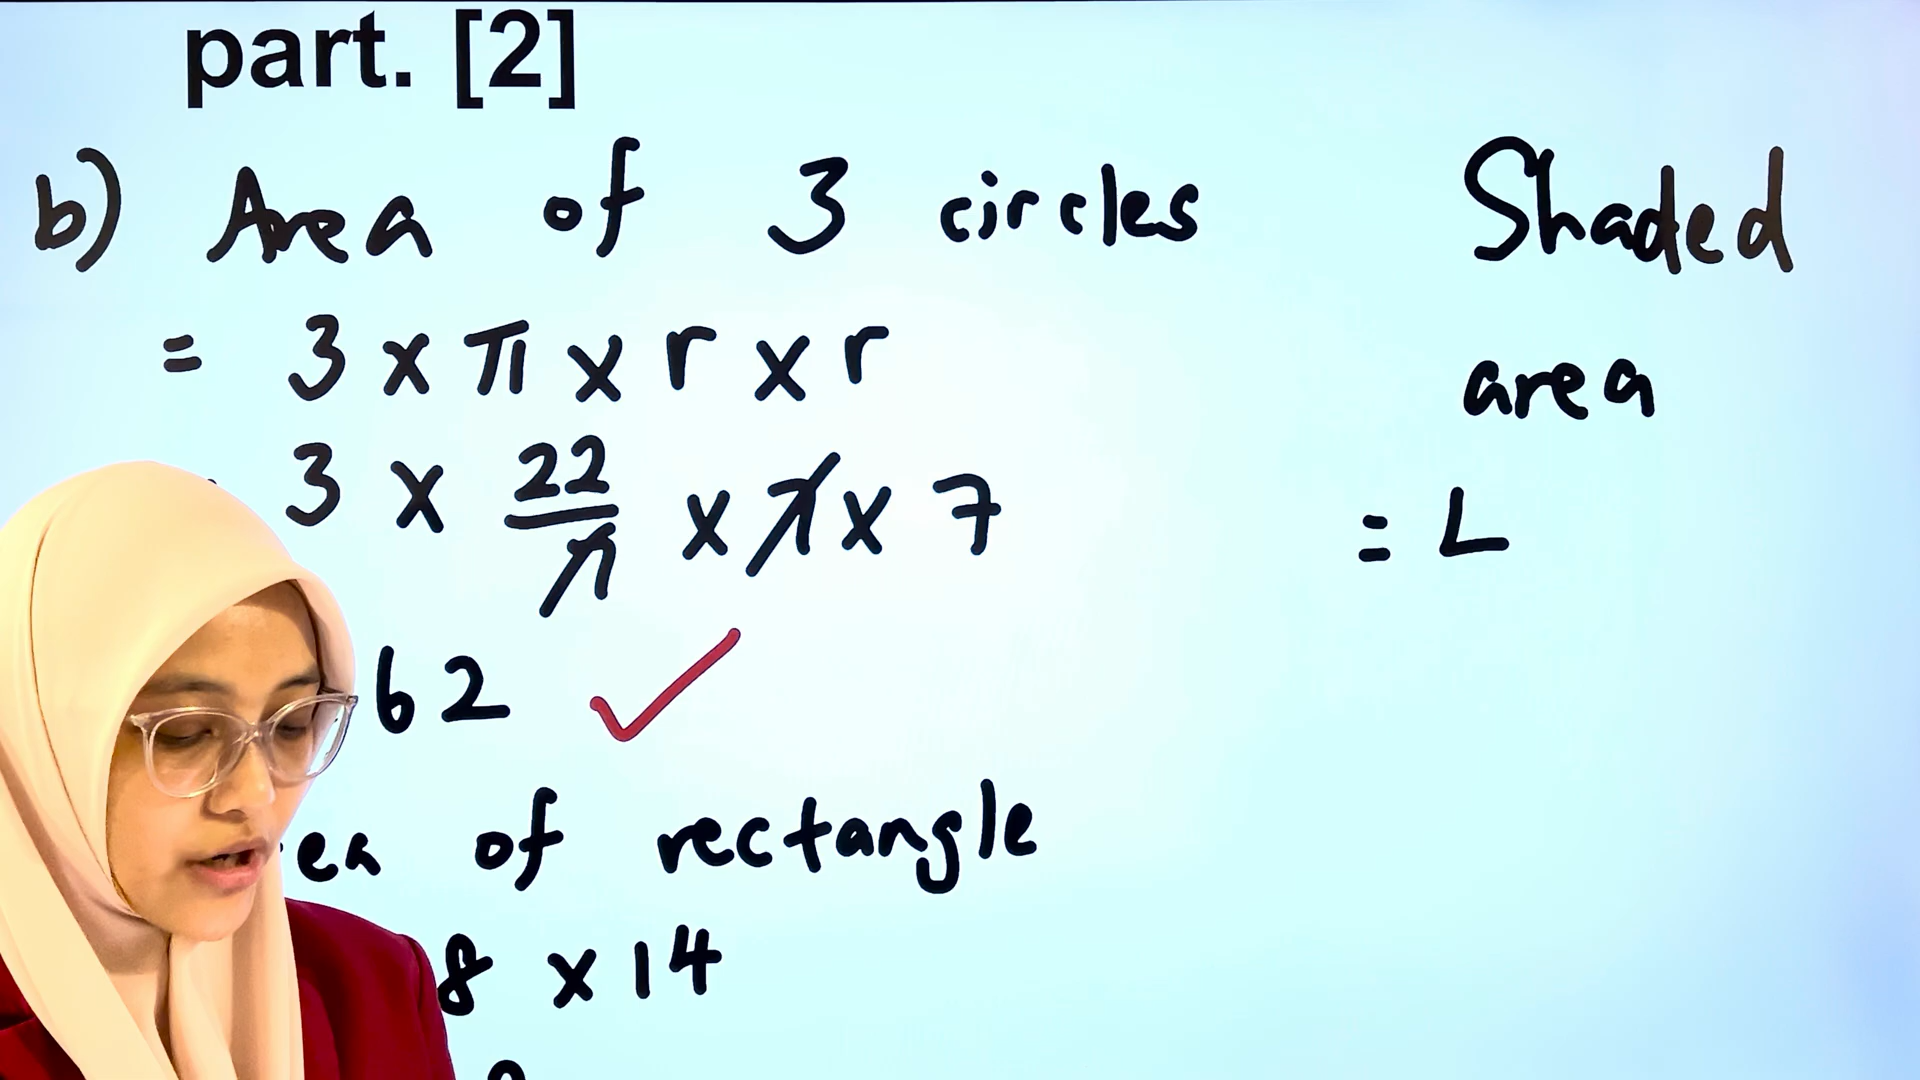 part. [2]
b) Area of 3 circles
= 3 x π x r x r
3 x 22/7 x 7 x 7
62 ✓
ea of rectangle
8 x 14
Shaded
area
= L